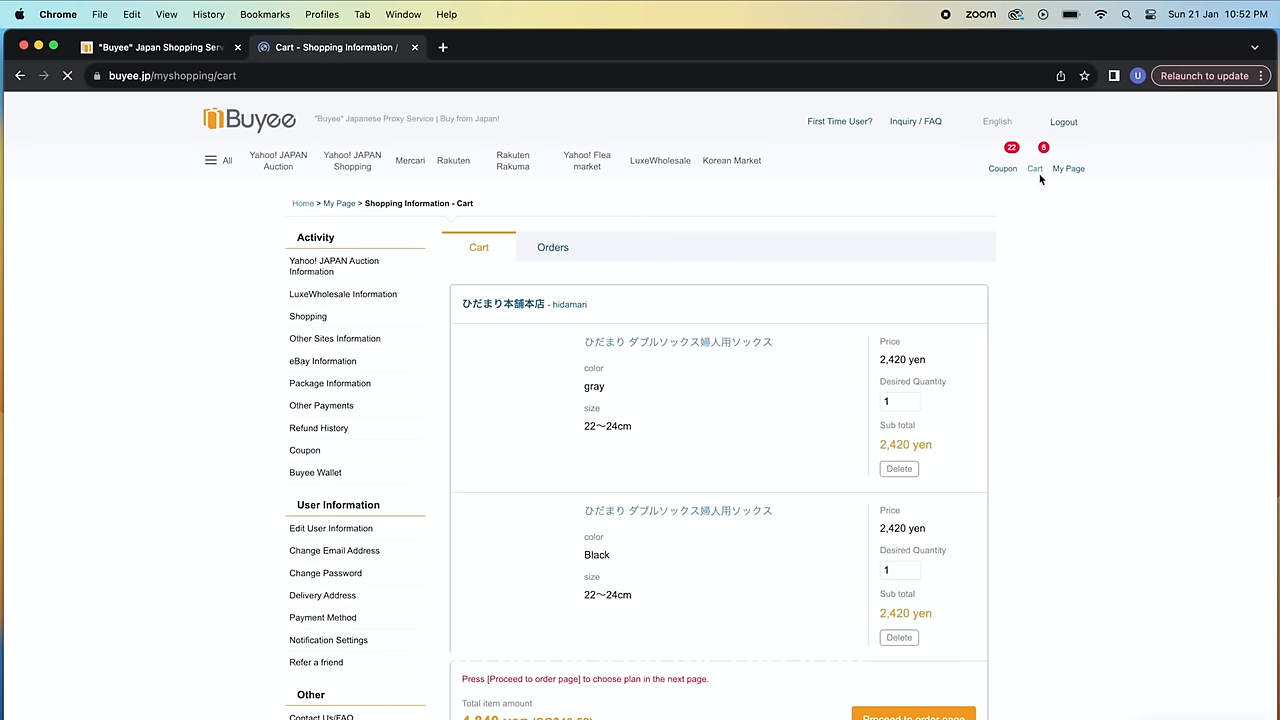 Chrome File Edit View History Bookmarks Profiles Tab Window Help zoom Sun 21 Jan 10:52 PM
"Buyee" Japan Shopping Serv Cart - Shopping Information /
buyee.jp/myshopping/cart U Relaunch to update
Buyee "Buyee" Japanese Proxy Service | Buy from Japan! First Time User? Inquiry / FAQ English Logout
22 6
All Yahoo! JAPAN Auction Yahoo! JAPAN Shopping Mercari Rakuten Rakuten Rakuma Yahoo! Flea market LuxeWholesale Korean Market
Coupon Cart My Page
Home > My Page > Shopping Information - Cart
Activity
Yahoo! JAPAN Auction
Information
LuxeWholesale Information
Shopping
Other Sites Information
eBay Information
Package Information
Other Payments
Refund History
Coupon
Buyee Wallet
User Information
Edit User Information
Change Email Address
Change Password
Delivery Address
Payment Method
Notification Settings
Refer a friend
Other
Contact Us/FAQ
Cart Orders
ひだまり本舗本店 - hidamari
ひだまり ダブルソックス婦人用ソックス
color
gray
size
22〜24cm
Price
2,420 yen
Desired Quantity
1
Sub total
2,420 yen
Delete
ひだまり ダブルソックス婦人用ソックス
color
Black
size
22〜24cm
Price
2,420 yen
Desired Quantity
1
Sub total
2,420 yen
Delete
Press [Proceed to order page] to choose plan in the next page.
Total item amount
4,840 yen
Proceed to order page